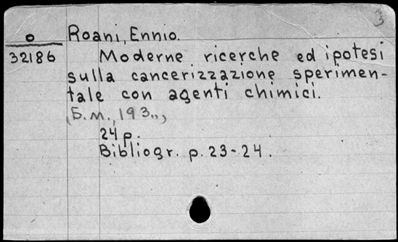 3
o
32186
Roani, Ennio.
Moderne ricerche ed ipotesi
sulla cancerizzazione sperimen-
tale con agenti chimici.
(Б.м., 193..,
24 p.
Bibliogr. p. 23-24.